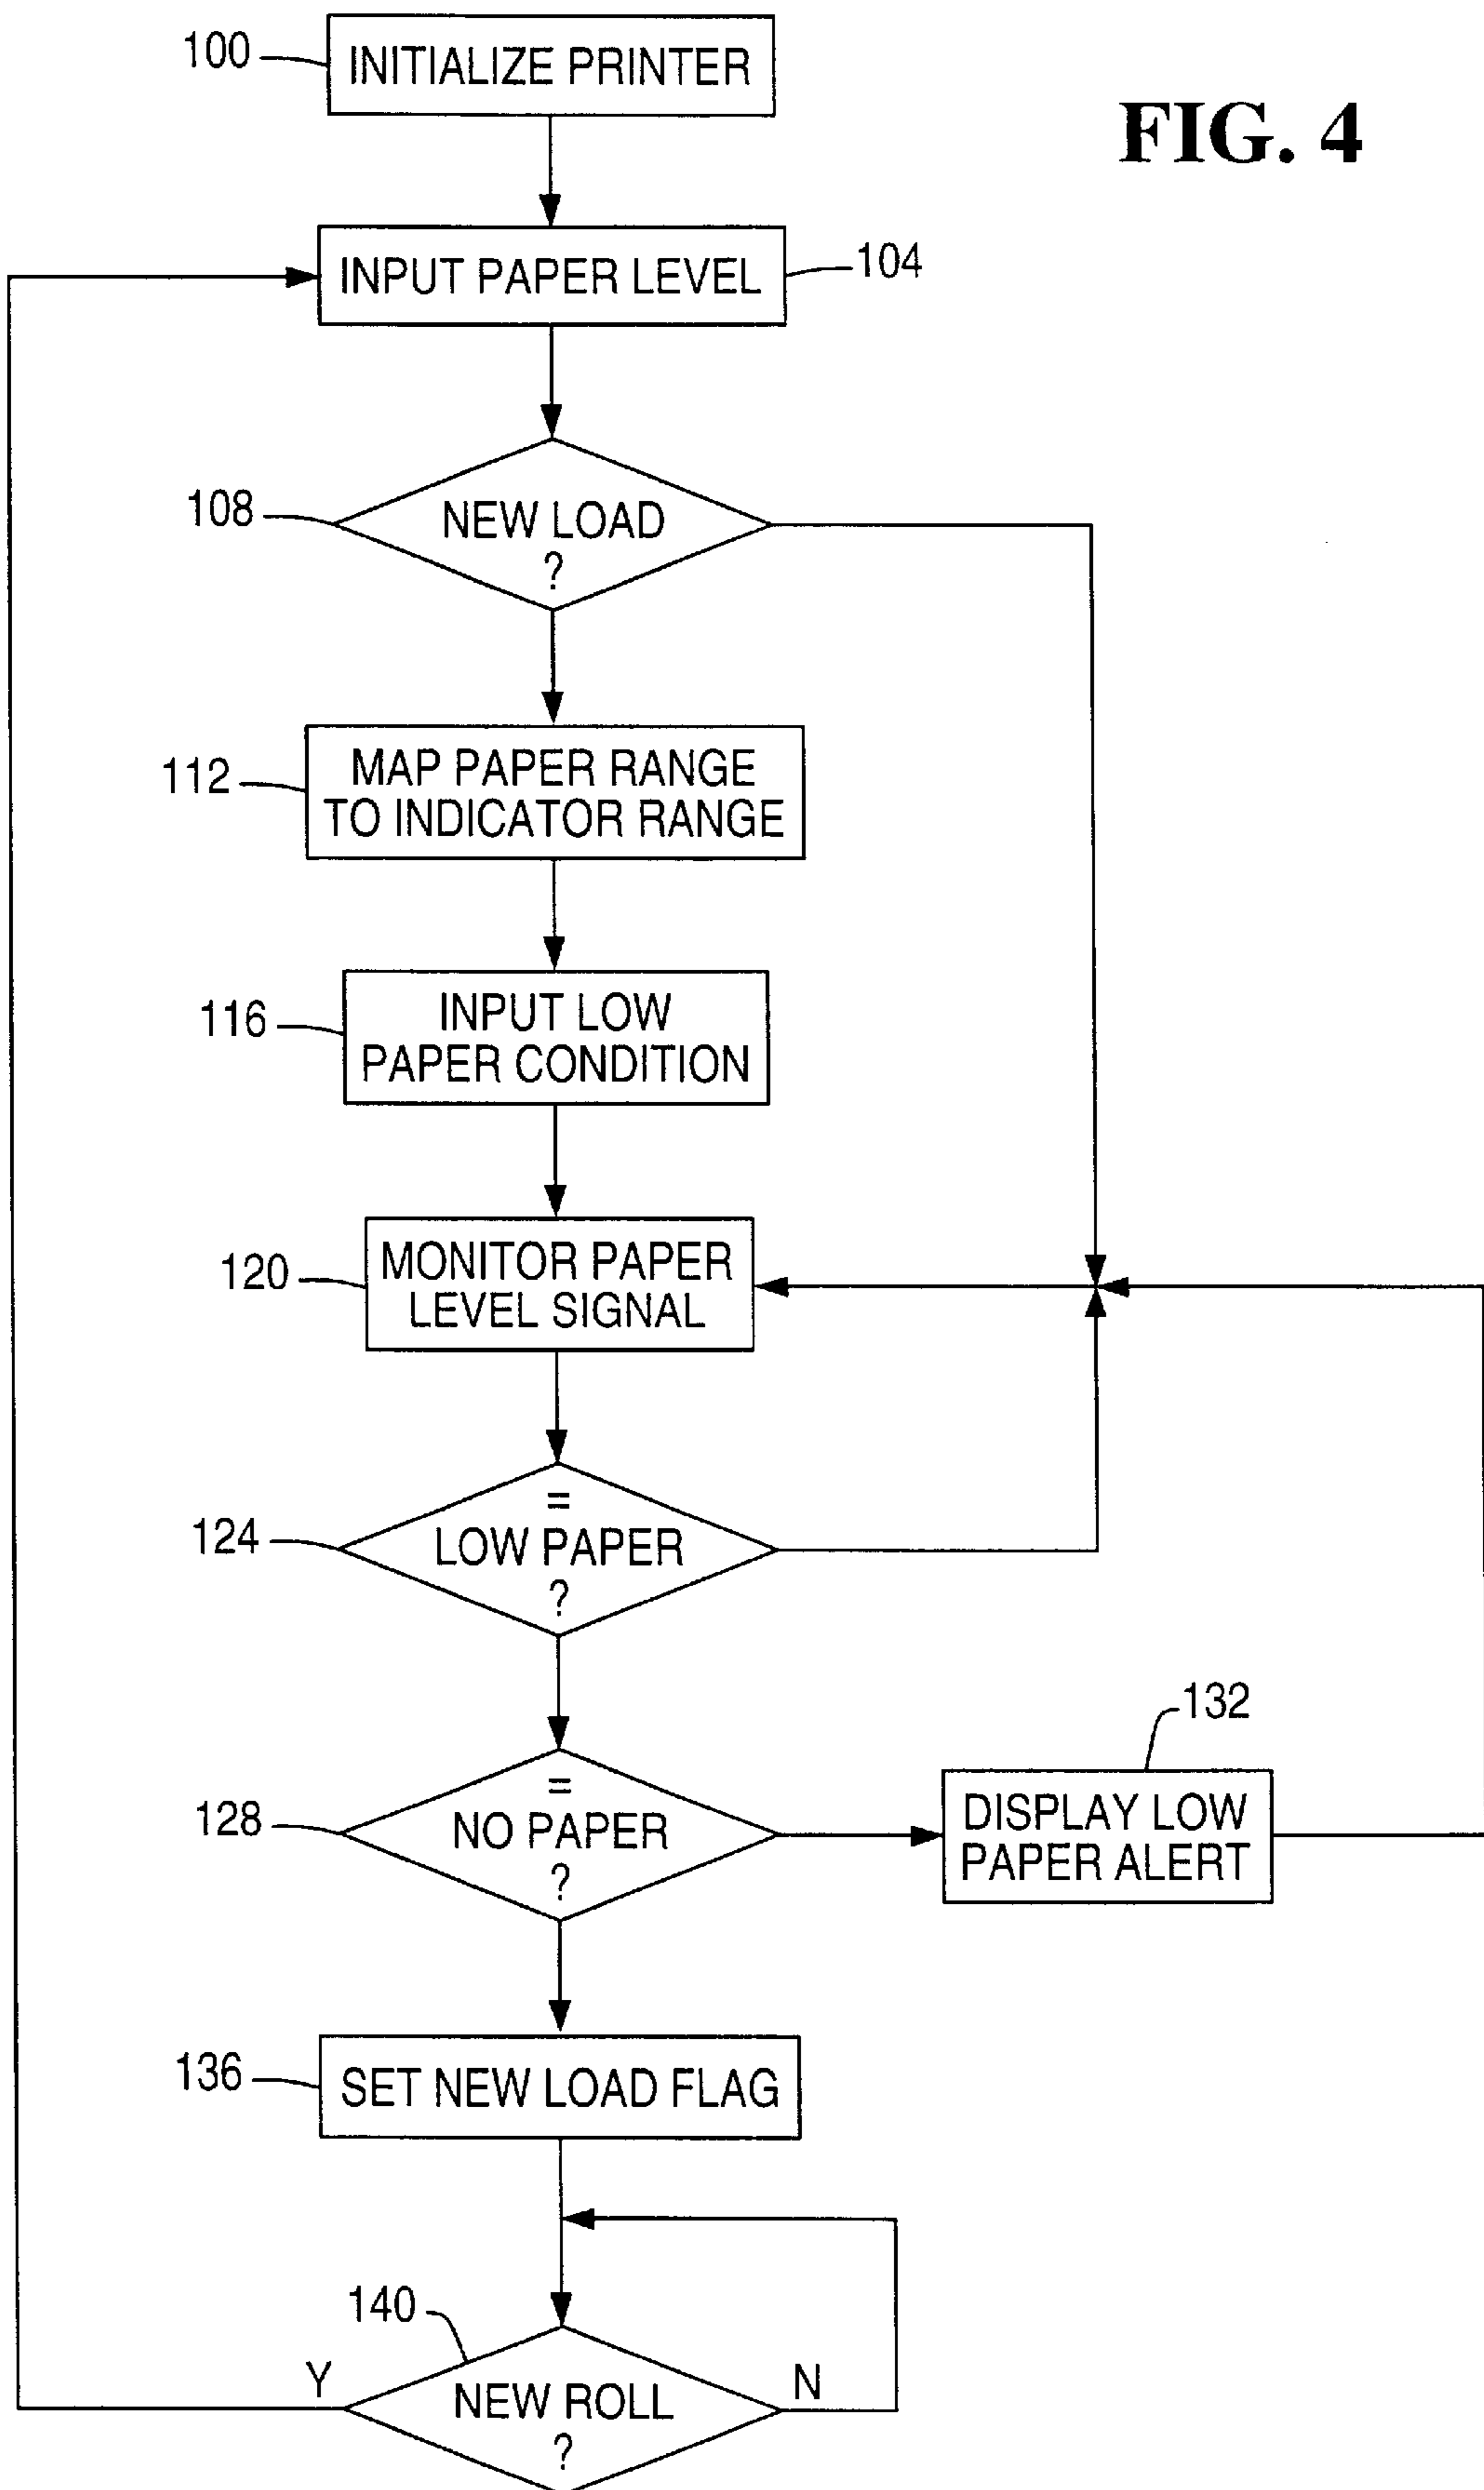 FIG. 4
100
INITIALIZE PRINTER
INPUT PAPER LEVEL
104
108
NEW LOAD
?
112
MAP PAPER RANGE
TO INDICATOR RANGE
116
INPUT LOW
PAPER CONDITION
120
MONITOR PAPER
LEVEL SIGNAL
124
=
LOW PAPER
?
128
=
NO PAPER
?
132
DISPLAY LOW
PAPER ALERT
136
SET NEW LOAD FLAG
140
Y
NEW ROLL
?
N